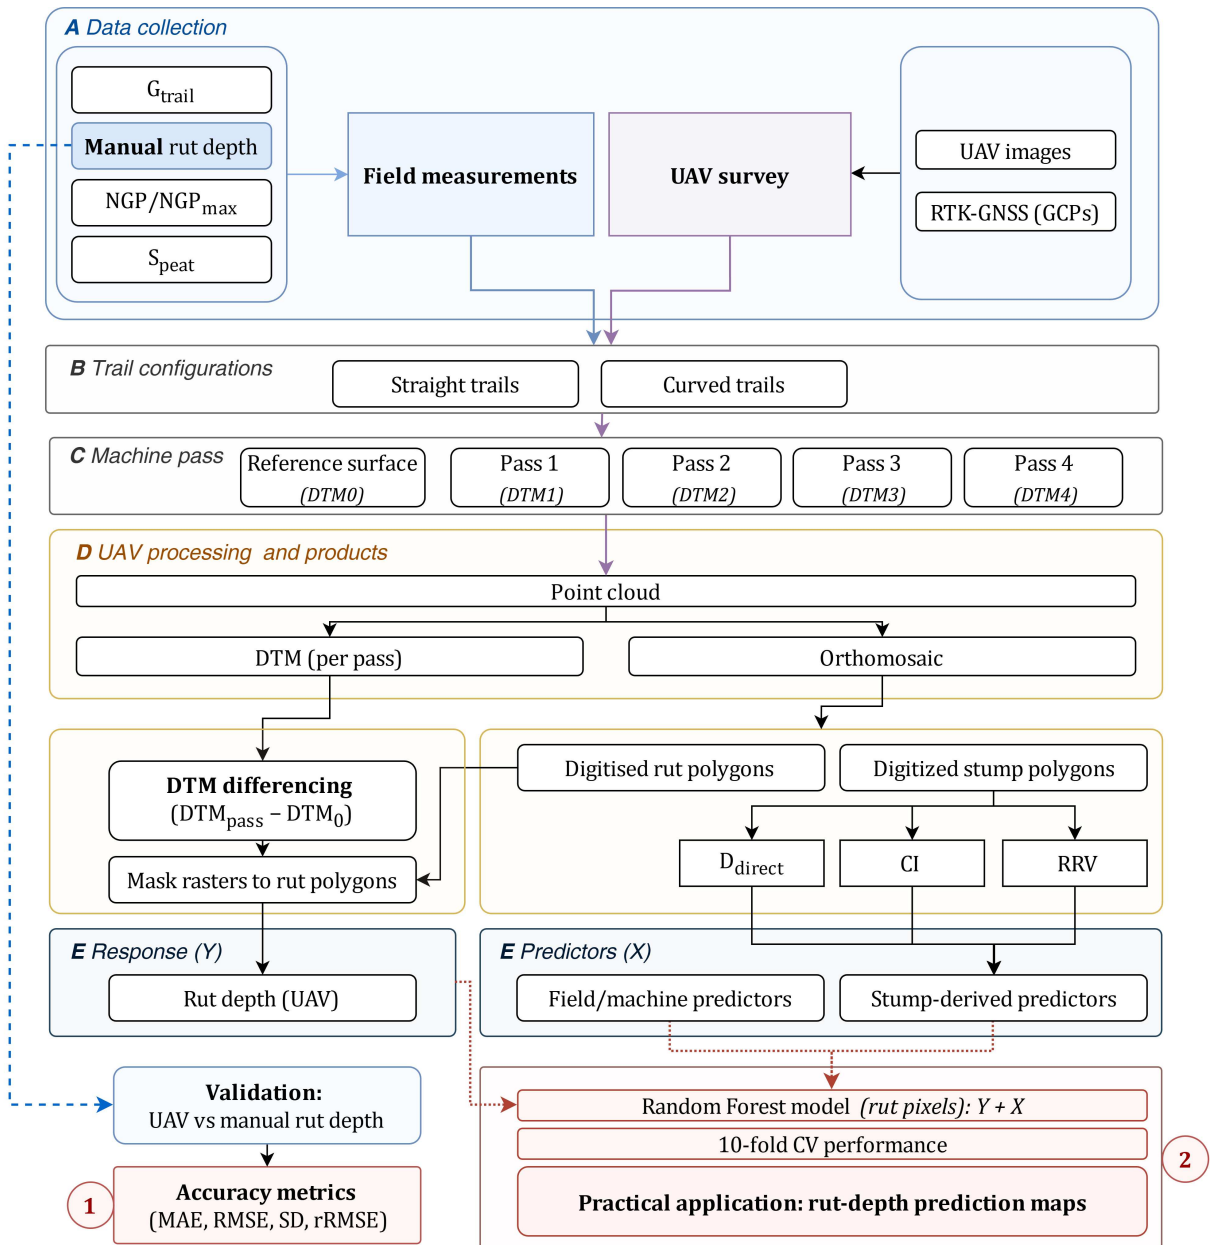 A Data collection
Gtrail
Manual rut depth
NGP/NGPmax
Speat
Field measurements
UAV survey
UAV images
RTK-GNSS (GCPs)
B Trail configurations
Straight trails
Curved trails
C Machine pass
Reference surface
(DTM0)
Pass 1
(DTM1)
Pass 2
(DTM2)
Pass 3
(DTM3)
Pass 4
(DTM4)
D UAV processing and products
Point cloud
DTM (per pass)
Orthomosaic
DTM differencing
(DTMpass – DTM0)
Mask rasters to rut polygons
Digitised rut polygons
Digitized stump polygons
Ddirect
CI
RRV
E Response (Y)
Rut depth (UAV)
E Predictors (X)
Field/machine predictors
Stump-derived predictors
Validation:
UAV vs manual rut depth
1
Accuracy metrics
(MAE, RMSE, SD, rRMSE)
Random Forest model (rut pixels): Y + X
10-fold CV performance
Practical application: rut-depth prediction maps
2